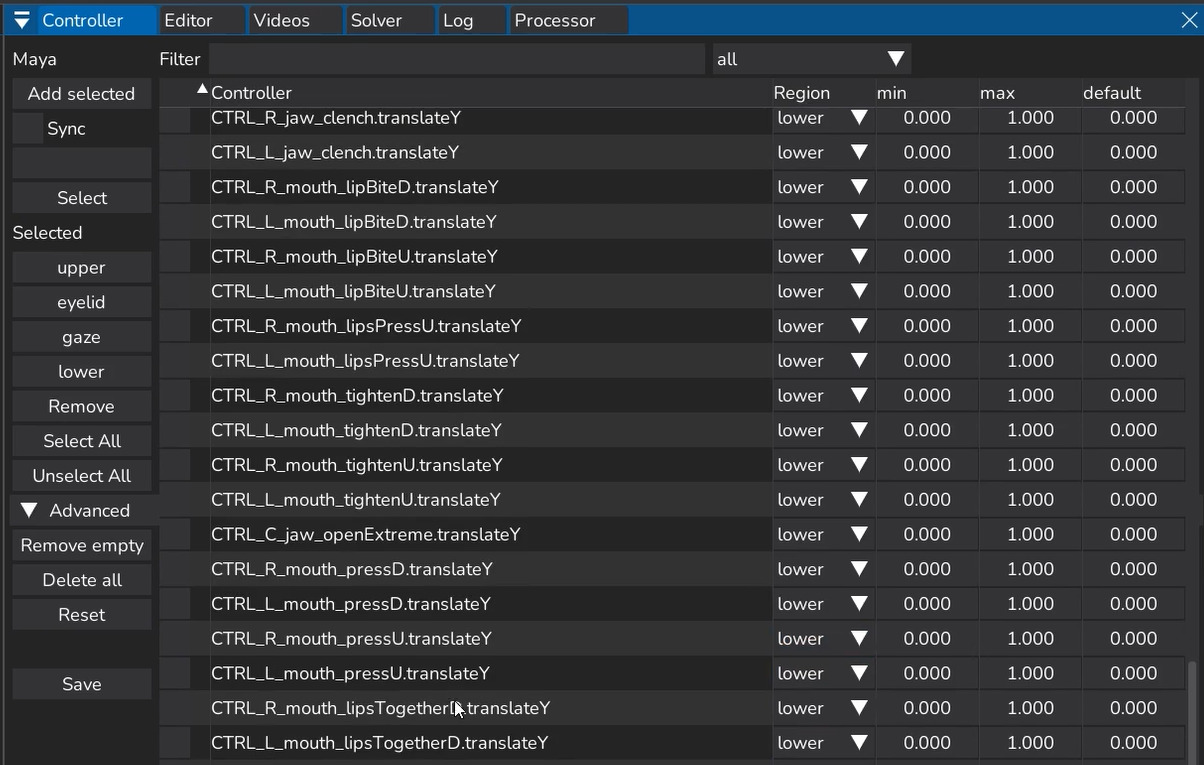 Controller Editor Videos Solver Log Processor
Maya Filter all
Add selected Controller Region min max default
CTRL_R_jaw_clench.translateY lower 0.000 1.000 0.000
Sync
CTRL_L_jaw_clench.translateY lower 0.000 1.000 0.000
CTRL_R_mouth_lipBiteD.translateY lower 0.000 1.000 0.000
Select
CTRL_L_mouth_lipBiteD.translateY lower 0.000 1.000 0.000
Selected
CTRL_R_mouth_lipBiteU.translateY lower 0.000 1.000 0.000
upper
CTRL_L_mouth_lipBiteU.translateY lower 0.000 1.000 0.000
eyelid
CTRL_R_mouth_lipsPressU.translateY lower 0.000 1.000 0.000
gaze
CTRL_L_mouth_lipsPressU.translateY lower 0.000 1.000 0.000
lower
CTRL_R_mouth_tightenD.translateY lower 0.000 1.000 0.000
Remove
CTRL_L_mouth_tightenD.translateY lower 0.000 1.000 0.000
Select All
CTRL_R_mouth_tightenU.translateY lower 0.000 1.000 0.000
Unselect All
CTRL_L_mouth_tightenU.translateY lower 0.000 1.000 0.000
Advanced
CTRL_C_jaw_openExtreme.translateY lower 0.000 1.000 0.000
Remove empty
CTRL_R_mouth_pressD.translateY lower 0.000 1.000 0.000
Delete all
CTRL_L_mouth_pressD.translateY lower 0.000 1.000 0.000
Reset
CTRL_R_mouth_pressU.translateY lower 0.000 1.000 0.000
CTRL_L_mouth_pressU.translateY lower 0.000 1.000 0.000
Save
CTRL_R_mouth_lipsTogetherD.translateY lower 0.000 1.000 0.000
CTRL_L_mouth_lipsTogetherD.translateY lower 0.000 1.000 0.000